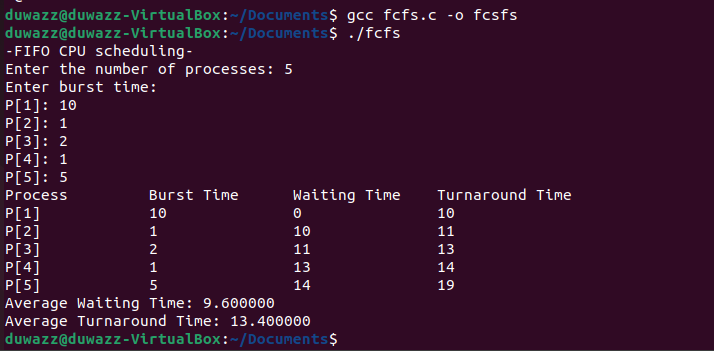 duwazz@duwazz-VirtualBox:~/Documents$ gcc fcfs.c -o fcsfs
duwazz@duwazz-VirtualBox:~/Documents$ ./fcfs
-FIFO CPU scheduling-
Enter the number of processes: 5
Enter burst time:
P[1]: 10
P[2]: 1
P[3]: 2
P[4]: 1
P[5]: 5
Process Burst Time Waiting Time Turnaround Time
P[1] 10 0 10
P[2] 1 10 11
P[3] 2 11 13
P[4] 1 13 14
P[5] 5 14 19
Average Waiting Time: 9.600000
Average Turnaround Time: 13.400000
duwazz@duwazz-VirtualBox:~/Documents$